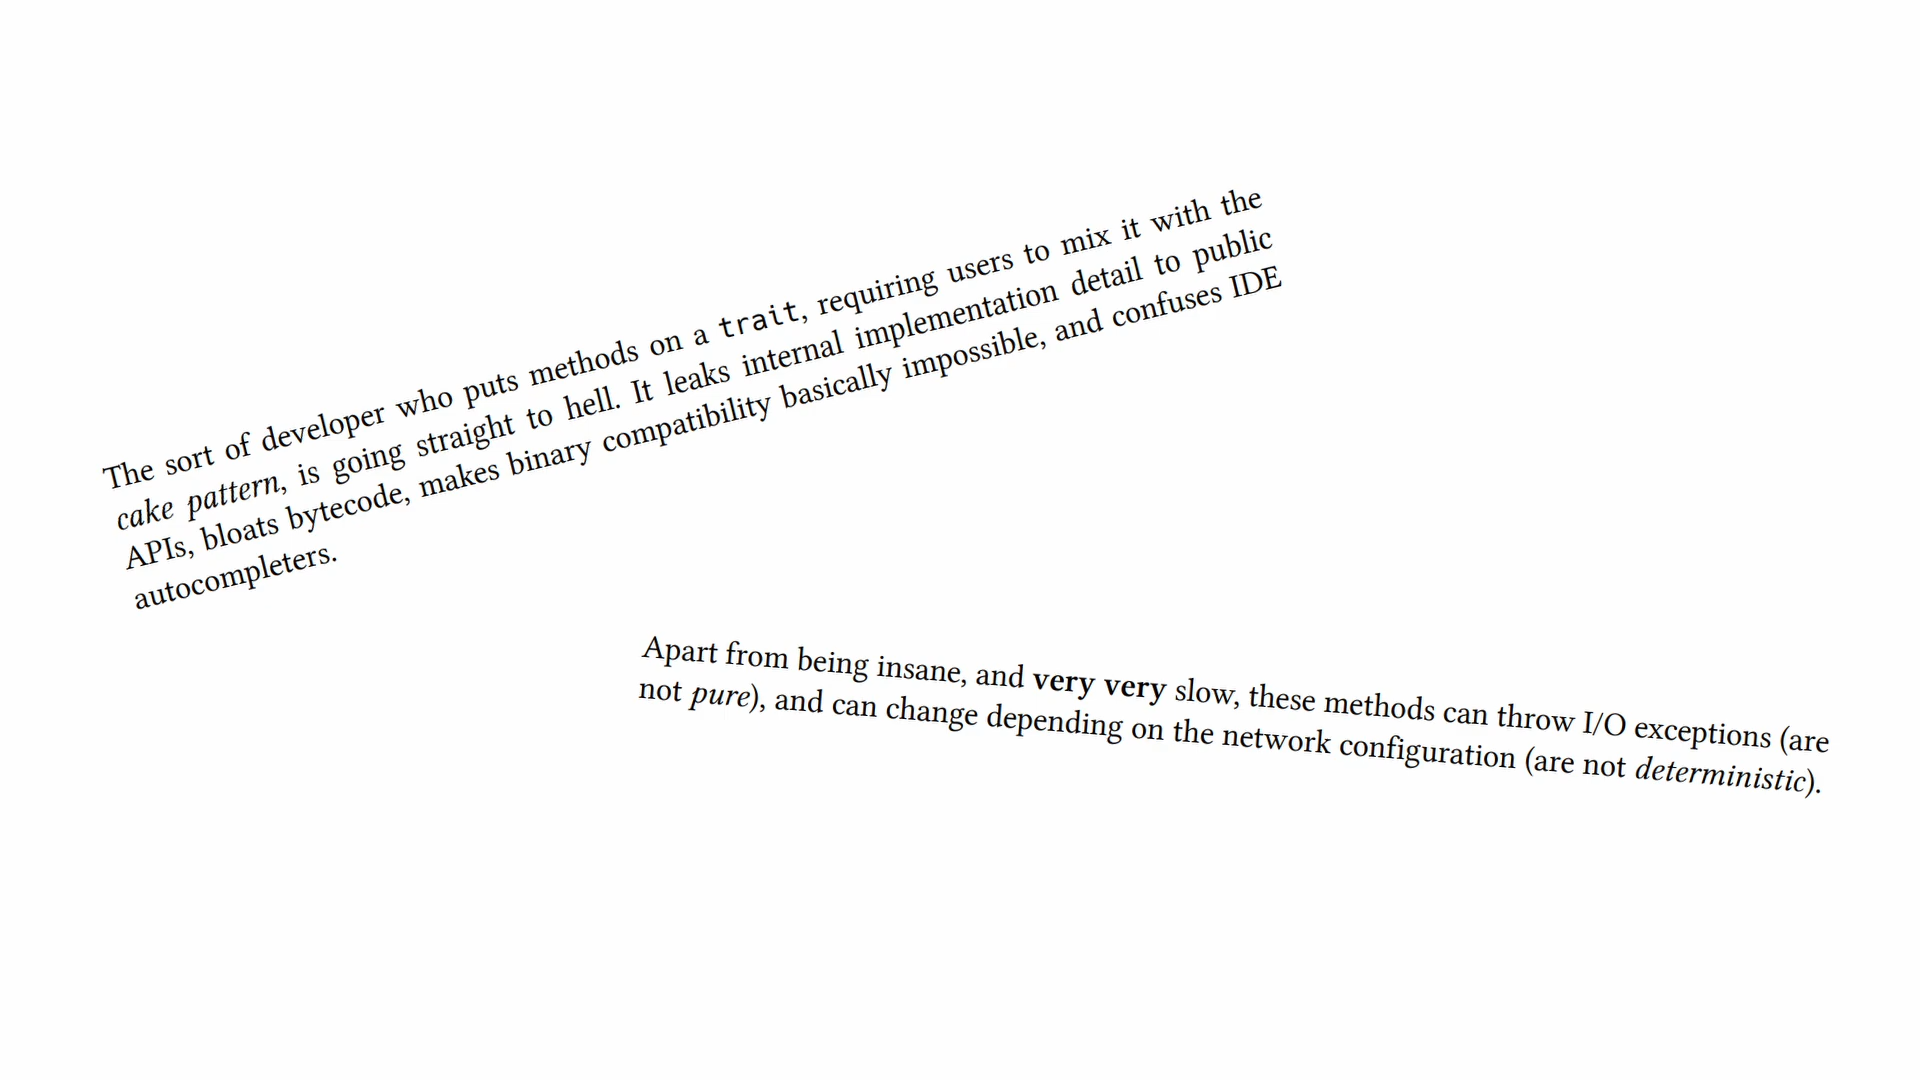 The sort of developer who puts methods on a trait, requiring users to mix it with the
cake pattern, is going straight to hell. It leaks internal implementation detail to public
APIs, bloats bytecode, makes binary compatibility basically impossible, and confuses IDE
autocompleters.
Apart from being insane, and very very slow, these methods can throw I/O exceptions (are
not pure), and can change depending on the network configuration (are not deterministic).